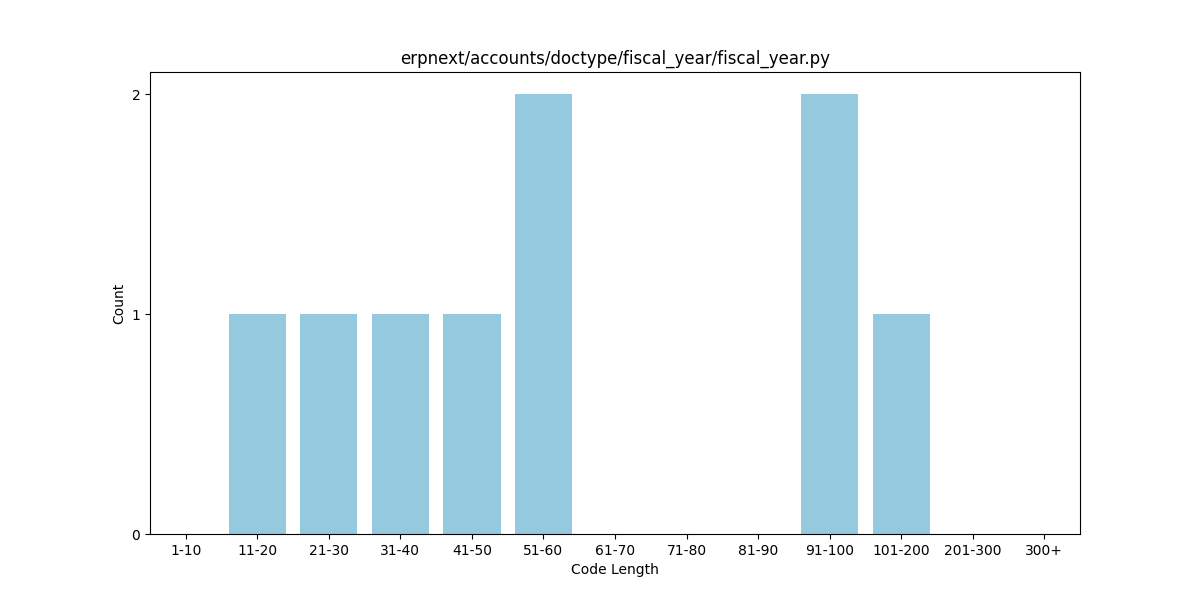 erpnext/accounts/doctype/fiscal_year/fiscal_year.py
2
1
0
Count
1-10 11-20 21-30 31-40 41-50 51-60 61-70 71-80 81-90 91-100 101-200 201-300 300+
Code Length